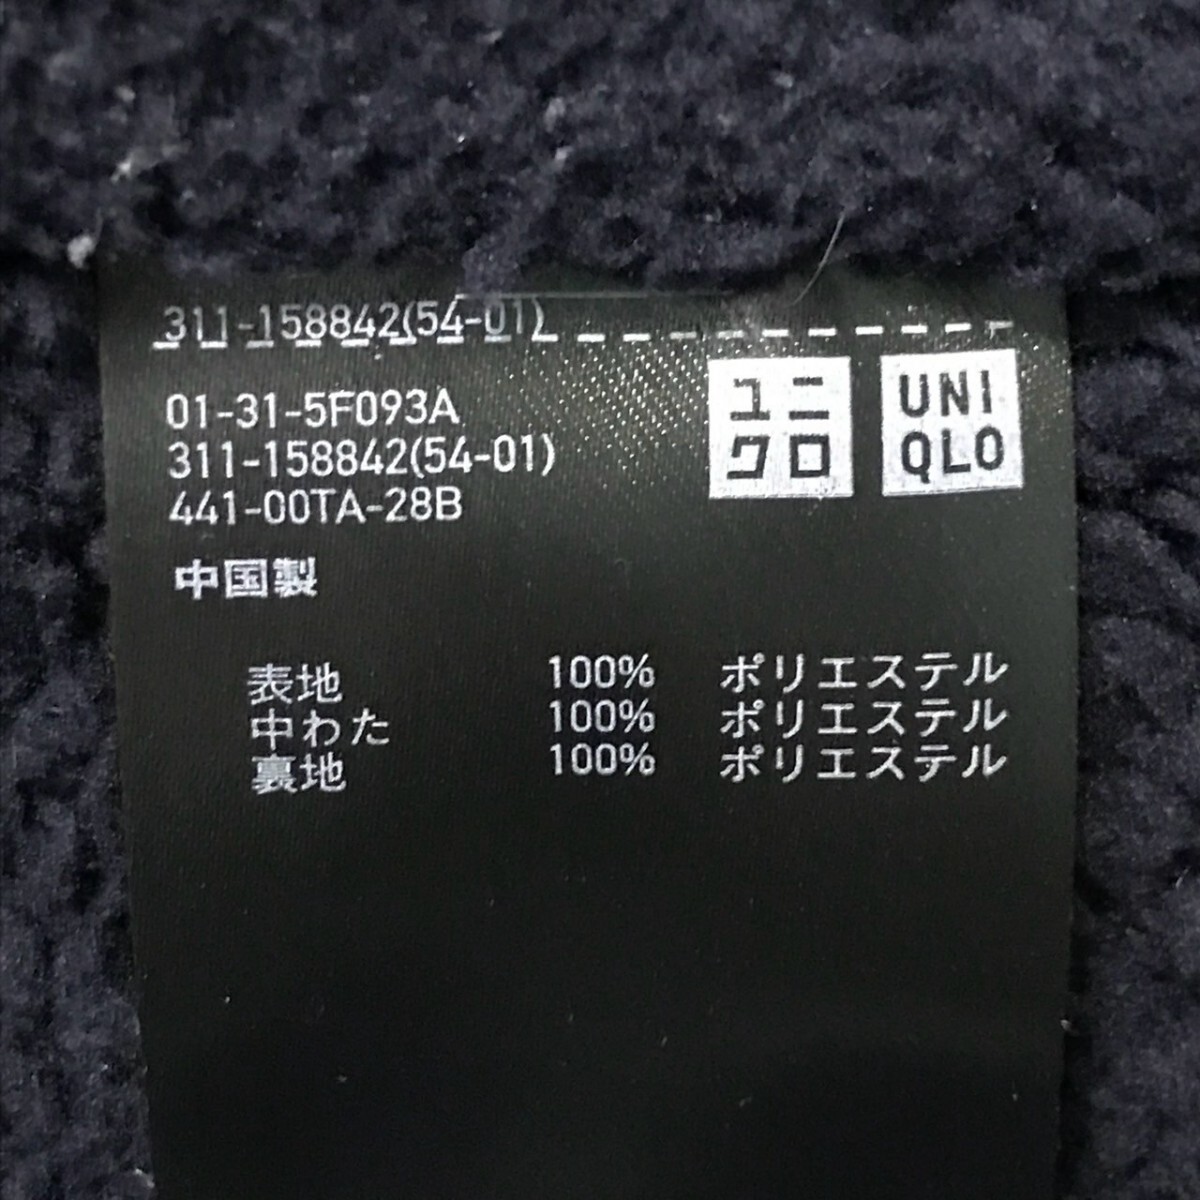 311-158842(54-01)
ユニ
クロ
UNI
QLO
01-31-5F093A
311-158842(54-01)
441-00TA-28B
中国製
表地 100% ポリエステル
中わた 100% ポリエステル
裏地 100% ポリエステル